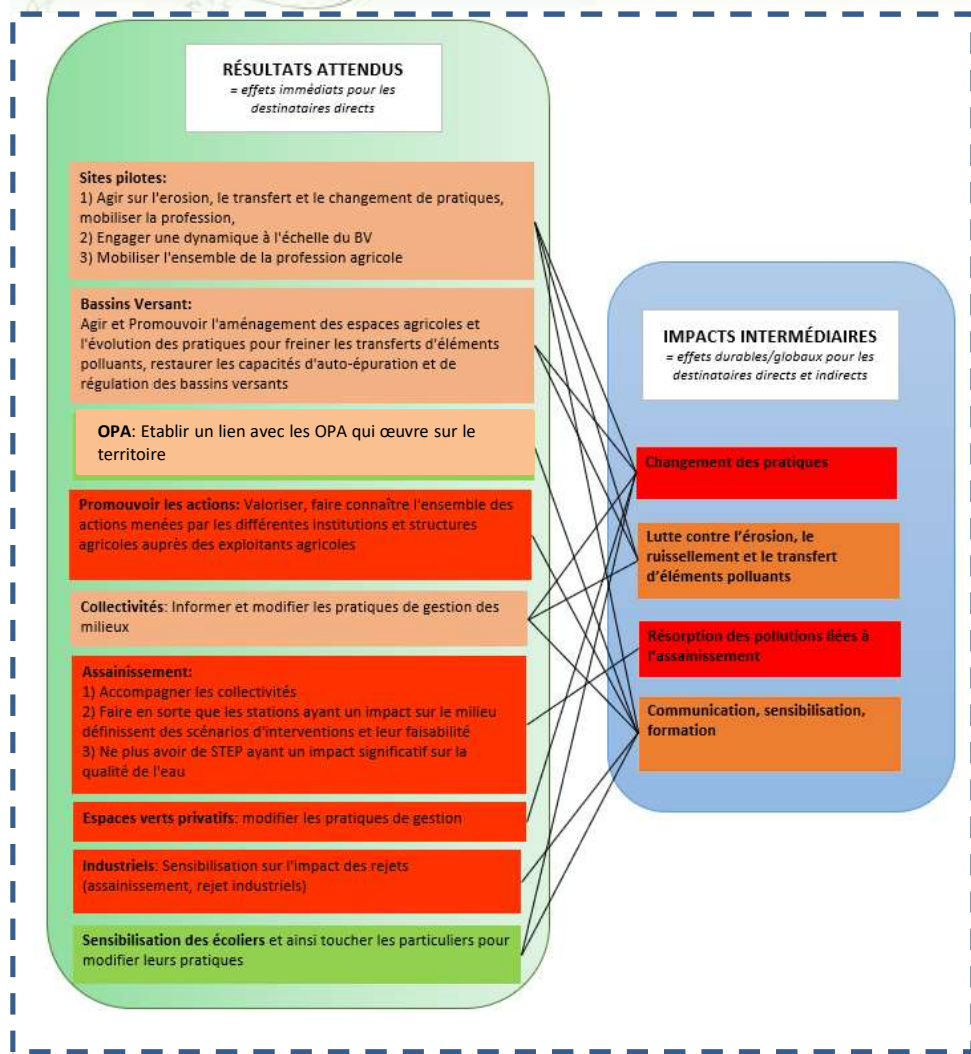 RÉSULTATS ATTENDUS
= effets immédiats pour les
destinataires directs
Sites pilotes:
1) Agir sur l'erosion, le transfert et le changement de pratiques,
mobiliser la profession,
2) Engager une dynamique à l'échelle du BV
3) Mobiliser l'ensemble de la profession agricole
Bassins Versant:
Agir et Promouvoir l'aménagement des espaces agricoles et
l'évolution des pratiques pour freiner les transferts d'éléments
polluants, restaurer les capacités d'auto-épuration et de
régulation des bassins versants
OPA: Etablir un lien avec les OPA qui œuvre sur le
territoire
Promouvoir les actions: Valoriser, faire connaître l'ensemble des
actions menées par les différentes institutions et structures
agricoles auprès des exploitants agricoles
Collectivités: Informer et modifier les pratiques de gestion des
milieux
Assainissement:
1) Accompagner les collectivités
2) Faire en sorte que les stations ayant un impact sur le milieu
définissent des scénarios d'interventions et leur faisabilité
3) Ne plus avoir de STEP ayant un impact significatif sur la
qualité de l'eau
Espaces verts privatifs: modifier les pratiques de gestion
Industriels: Sensibilisation sur l'impact des rejets
(assainissement, rejet industriels)
Sensibilisation des écoliers et ainsi toucher les particuliers pour
modifier leurs pratiques
IMPACTS INTERMÉDIAIRES
= effets durables/globaux pour les
destinataires directs et indirects
Changement des pratiques
Lutte contre l'érosion, le
ruissellement et le transfert
d'éléments polluants
Résorption des pollutions liées à
l'assainissement
Communication, sensibilisation,
formation